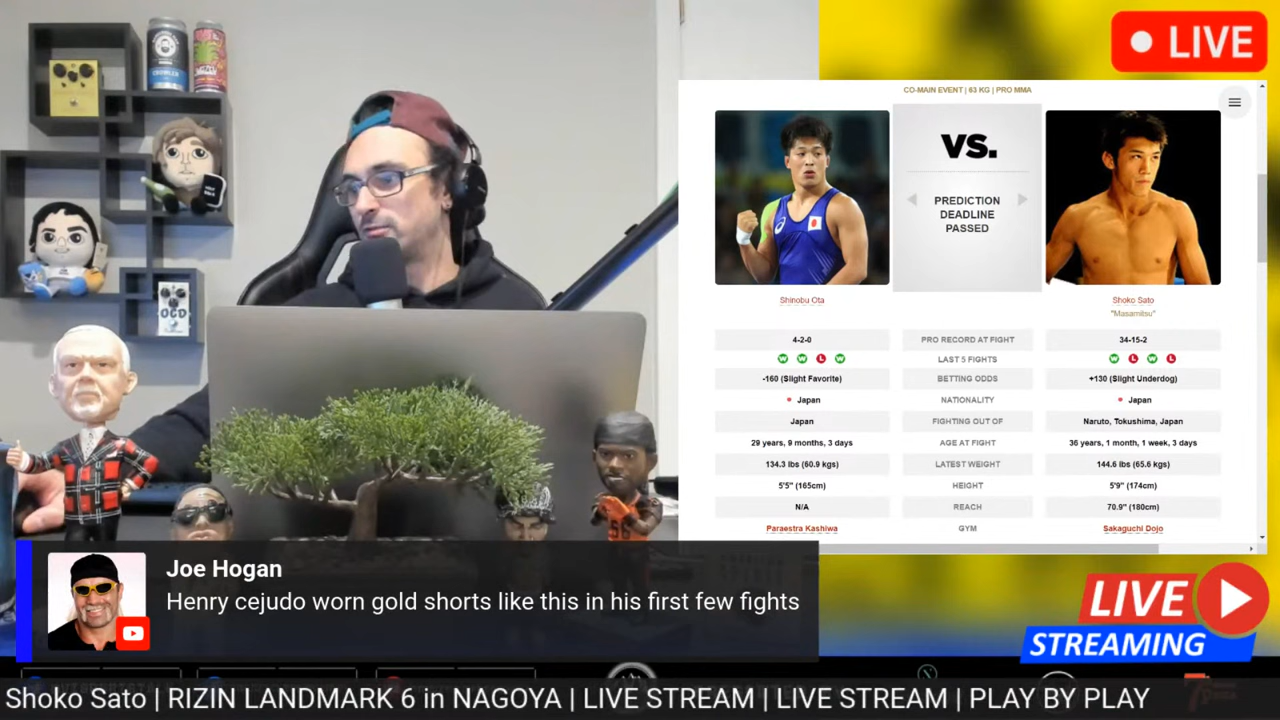 LIVE
CO-MAIN EVENT | 63 KG | PRO MMA
VS.
PREDICTION
DEADLINE
PASSED
Shinobu Ota
Shoko Sato
"Masamitsu"
4-2-0 PRO RECORD AT FIGHT 34-15-2
W W L W LAST 5 FIGHTS W L W L
-160 (Slight Favorite) BETTING ODDS +130 (Slight Underdog)
Japan NATIONALITY Japan
Japan FIGHTING OUT OF Naruto, Tokushima, Japan
29 years, 9 months, 3 days AGE AT FIGHT 36 years, 1 month, 1 week, 3 days
134.3 lbs (60.9 kgs) LATEST WEIGHT 144.6 lbs (65.6 kgs)
5'5" (165cm) HEIGHT 5'9" (174cm)
N/A REACH 70.9" (180cm)
Paraestra Kashiwa GYM Sakaguchi Dojo
OCD
Joe Hogan
Henry cejudo worn gold shorts like this in his first few fights
LIVE
STREAMING
Shoko Sato | RIZIN LANDMARK 6 in NAGOYA | LIVE STREAM | LIVE STREAM | PLAY BY PLAY